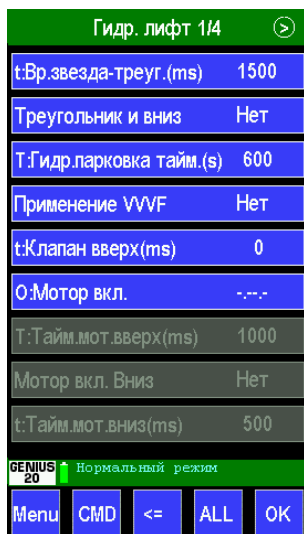 Гидр. лифт 1/4 >
t:Вр.звезда-треуг.(ms) 1500
Треугольник и вниз Нет
T:Гидр.парковка тайм.(s) 600
Применение VVVF Нет
t:Клапан вверх(ms) 0
O:Мотор вкл. -.--.-
T:Тайм.мот.вверх(ms) 1000
Мотор вкл. Вниз Нет
t:Тайм.мот.вниз(ms) 500
GENIUS Нормальный режим
20
Menu CMD <= ALL OK